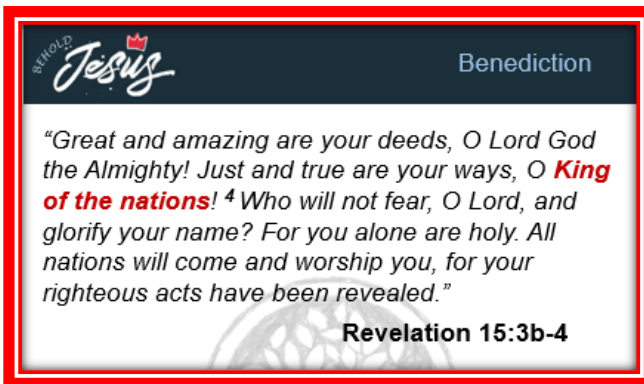 BEHOLD
Jesus
Benediction
“Great and amazing are your deeds, O Lord God
the Almighty! Just and true are your ways, O King
of the nations! 4 Who will not fear, O Lord, and
glorify your name? For you alone are holy. All
nations will come and worship you, for your
righteous acts have been revealed.”
Revelation 15:3b-4